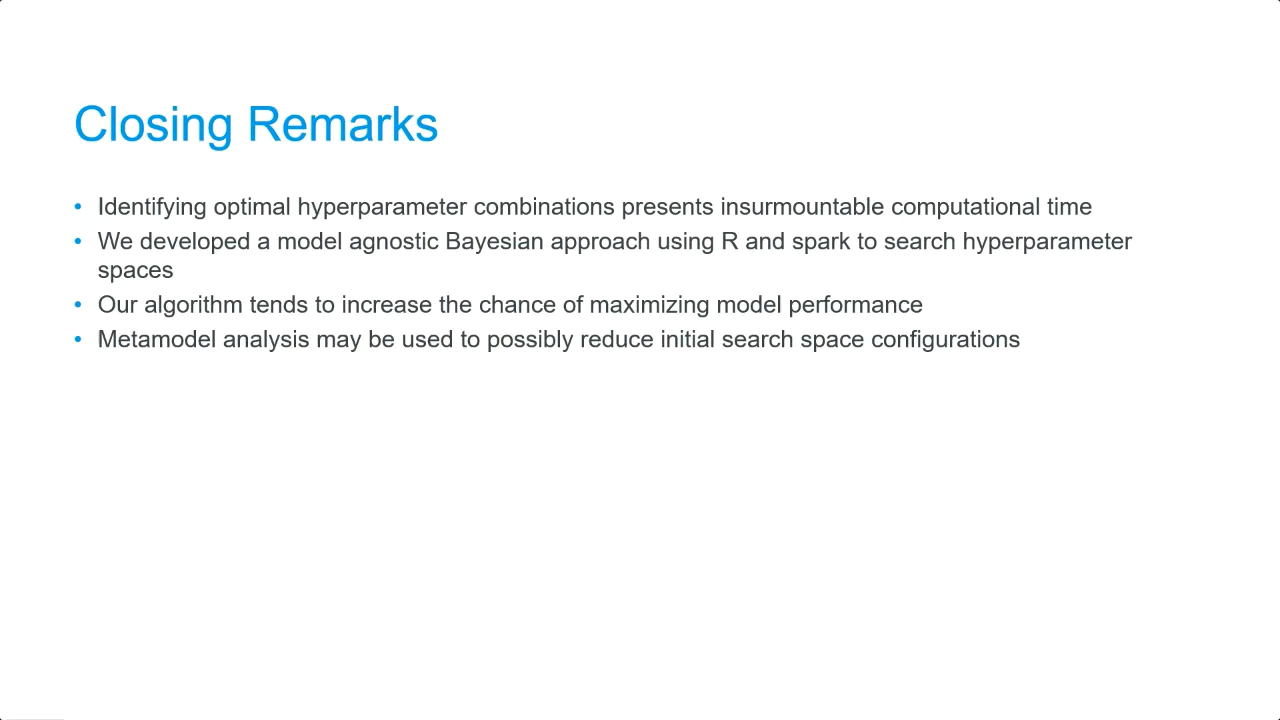 Closing Remarks
• Identifying optimal hyperparameter combinations presents insurmountable computational time
• We developed a model agnostic Bayesian approach using R and spark to search hyperparameter
spaces
• Our algorithm tends to increase the chance of maximizing model performance
• Metamodel analysis may be used to possibly reduce initial search space configurations